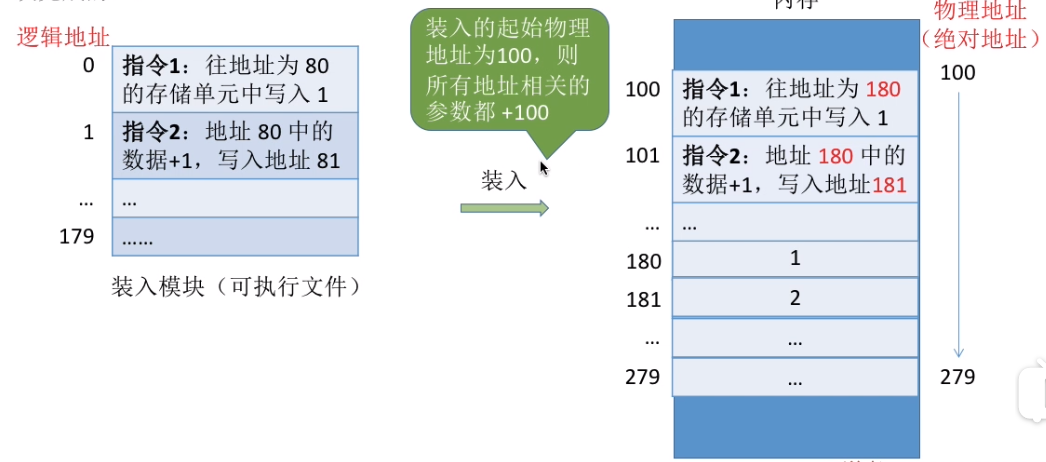 内存
逻辑地址
0
指令1：往地址为 80
的存储单元中写入 1
1
指令2：地址 80 中的
数据+1，写入地址 81
...
...
179
......
装入模块（可执行文件）
装入的起始物理
地址为100，则
所有地址相关的
参数都 +100
装入
物理地址
（绝对地址）
100
指令1：往地址为 180
的存储单元中写入 1
101
指令2：地址 180 中的
数据+1，写入地址181
...
...
180
1
181
2
...
...
279
...
100
279